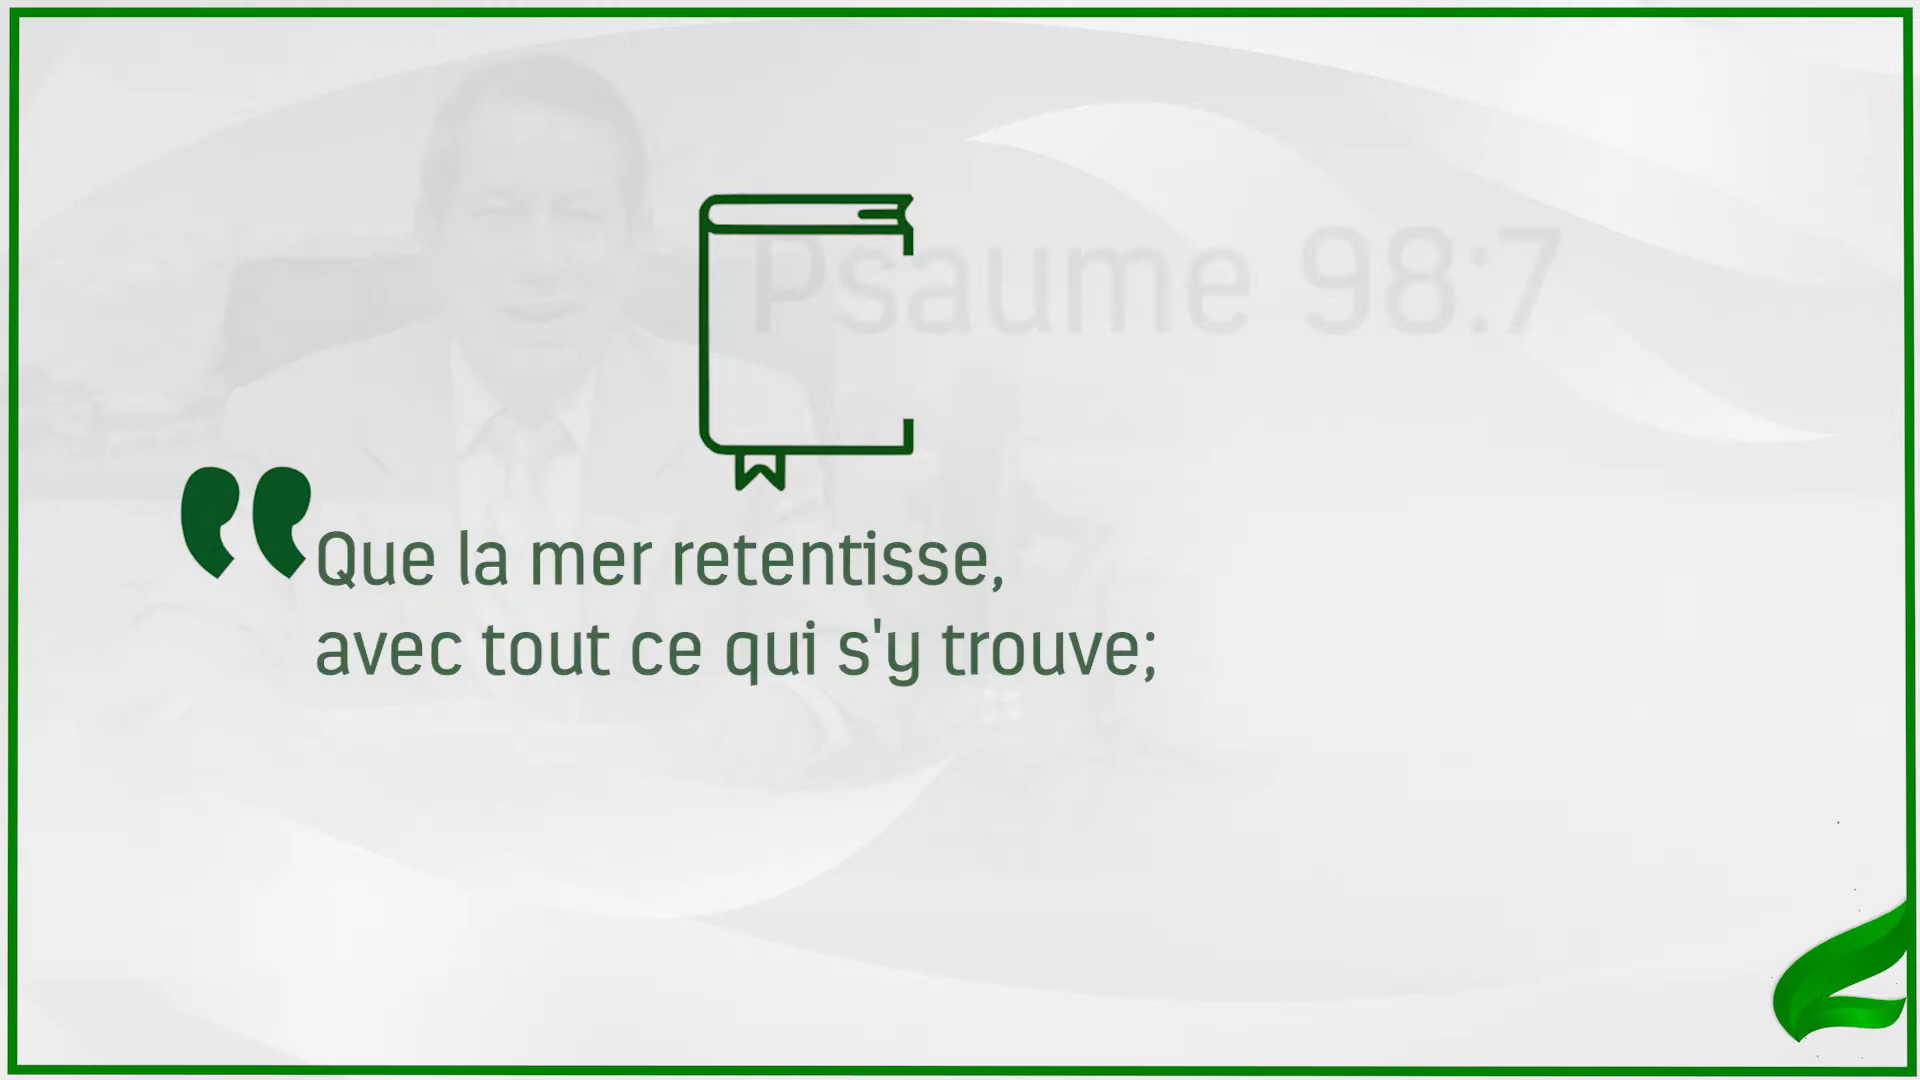 Psaume 98:7
Que la mer retentisse,
avec tout ce qui s'y trouve;